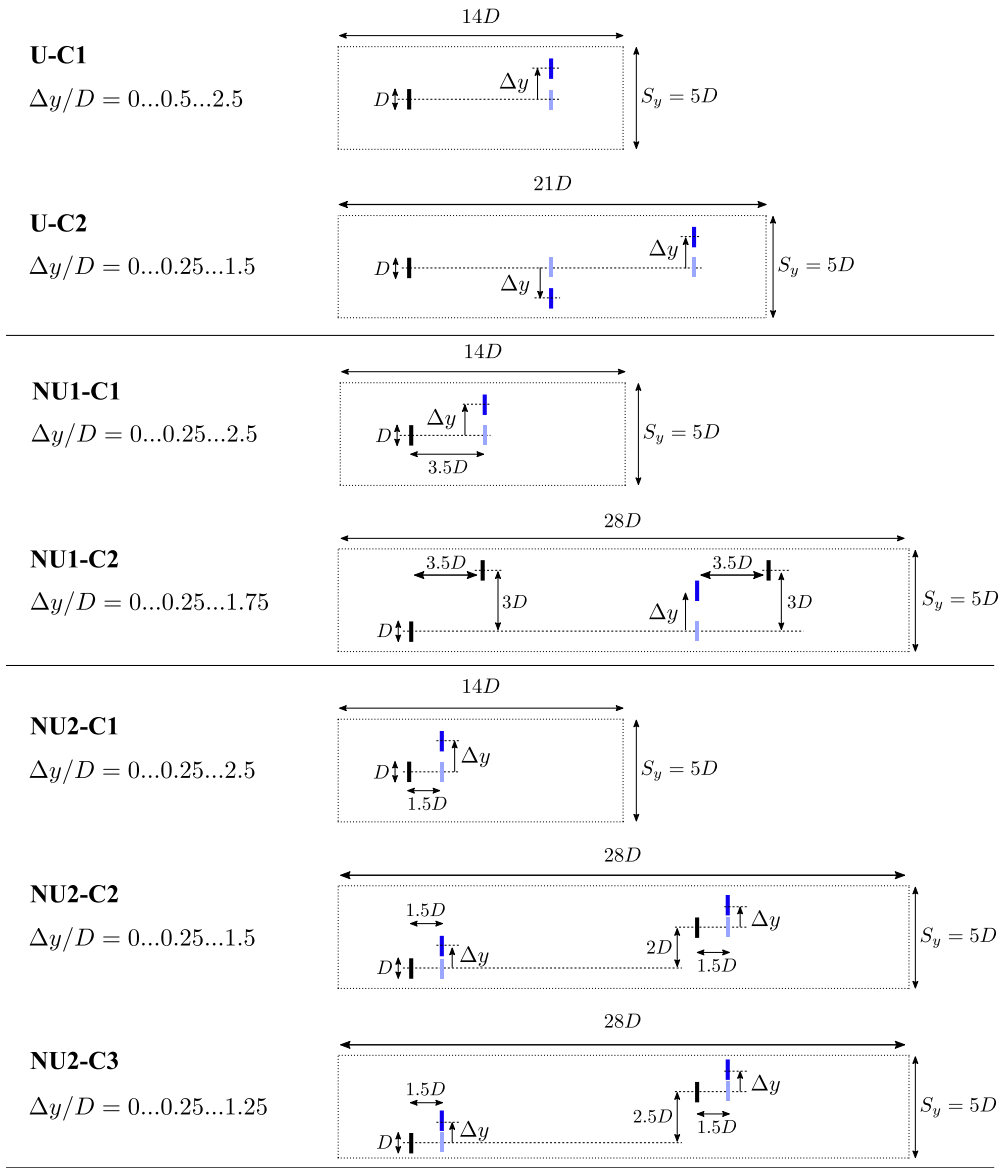 14D
U-C1
Δy/D = 0...0.5...2.5
D
Δy
S_y = 5D
21D
U-C2
Δy/D = 0...0.25...1.5
D
Δy
Δy
S_y = 5D
14D
NU1-C1
Δy/D = 0...0.25...2.5
D
Δy
3.5D
S_y = 5D
28D
NU1-C2
Δy/D = 0...0.25...1.75
3.5D
3.5D
3D
Δy
3D
D
S_y = 5D
14D
NU2-C1
Δy/D = 0...0.25...2.5
D
Δy
1.5D
S_y = 5D
28D
NU2-C2
Δy/D = 0...0.25...1.5
1.5D
D
Δy
2D
Δy
1.5D
S_y = 5D
28D
NU2-C3
Δy/D = 0...0.25...1.25
1.5D
D
Δy
2.5D
Δy
1.5D
S_y = 5D